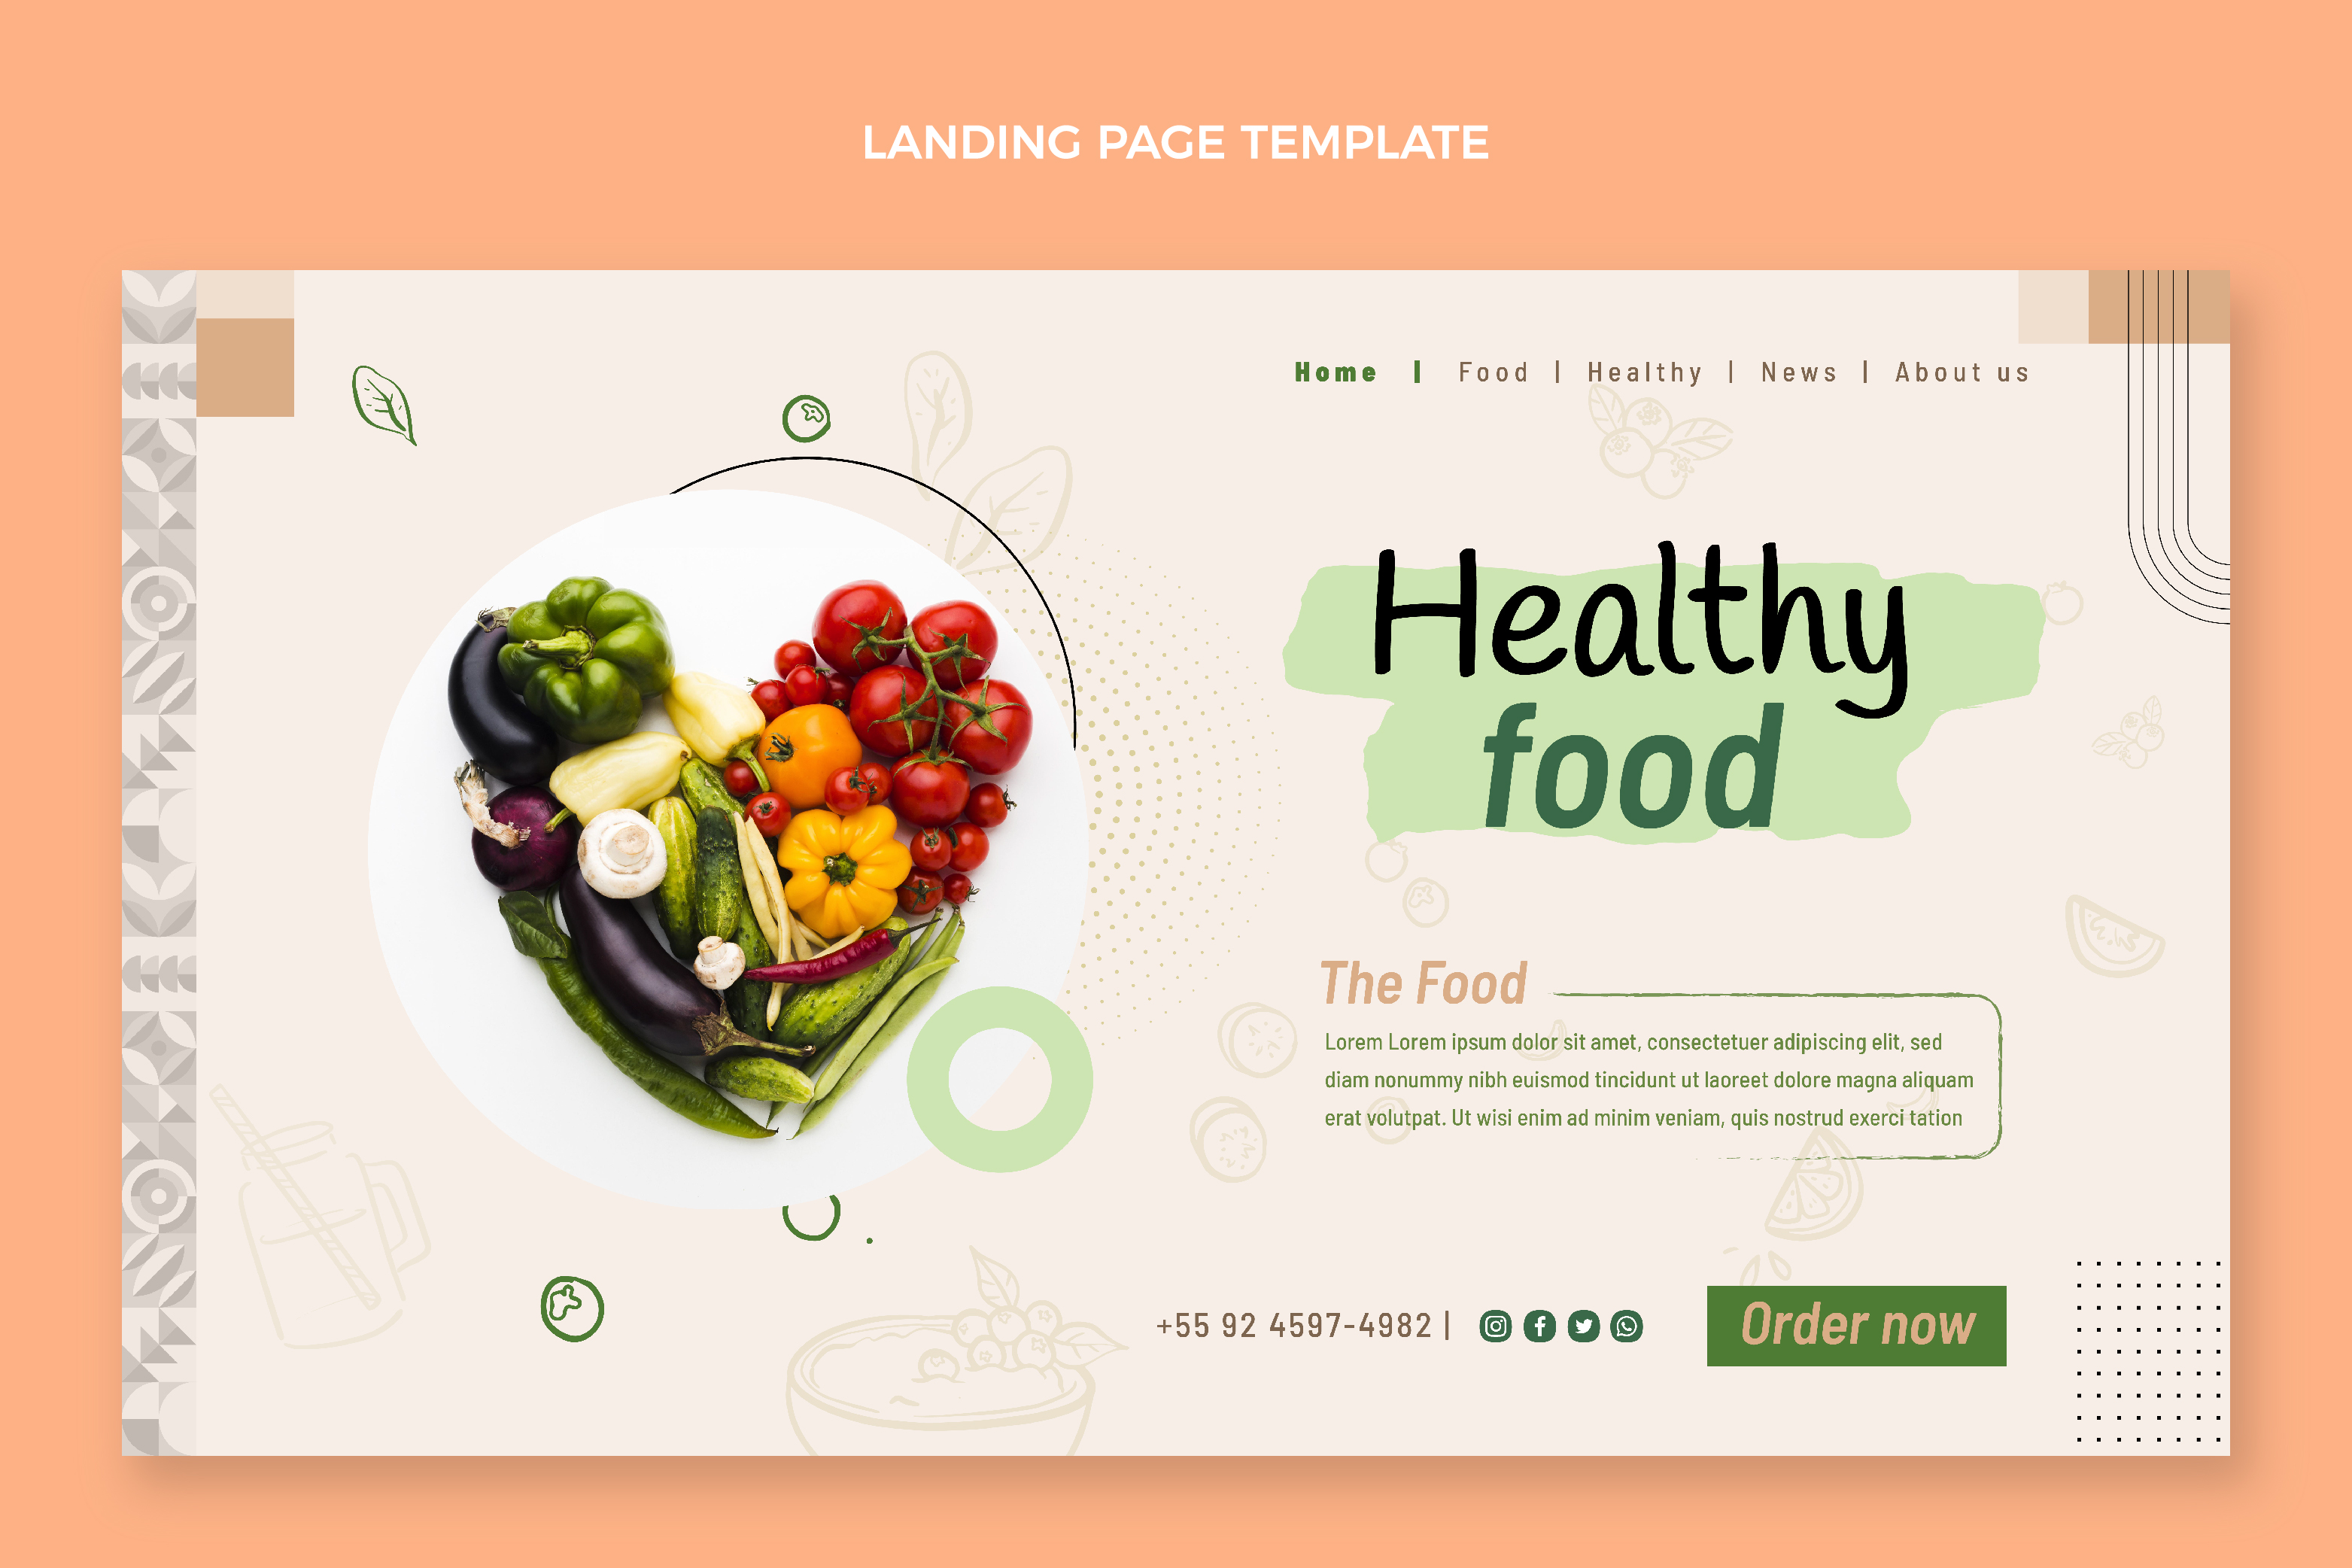 LANDING PAGE TEMPLATE
Home | Food | Healthy | News | About us
Healthy
food
The Food
Lorem Lorem ipsum dolor sit amet, consectetuer adipiscing elit, sed
diam nonummy nibh euismod tincidunt ut laoreet dolore magna aliquam
erat volutpat. Ut wisi enim ad minim veniam, quis nostrud exerci tation
+55 92 4597-4982 |
Order now